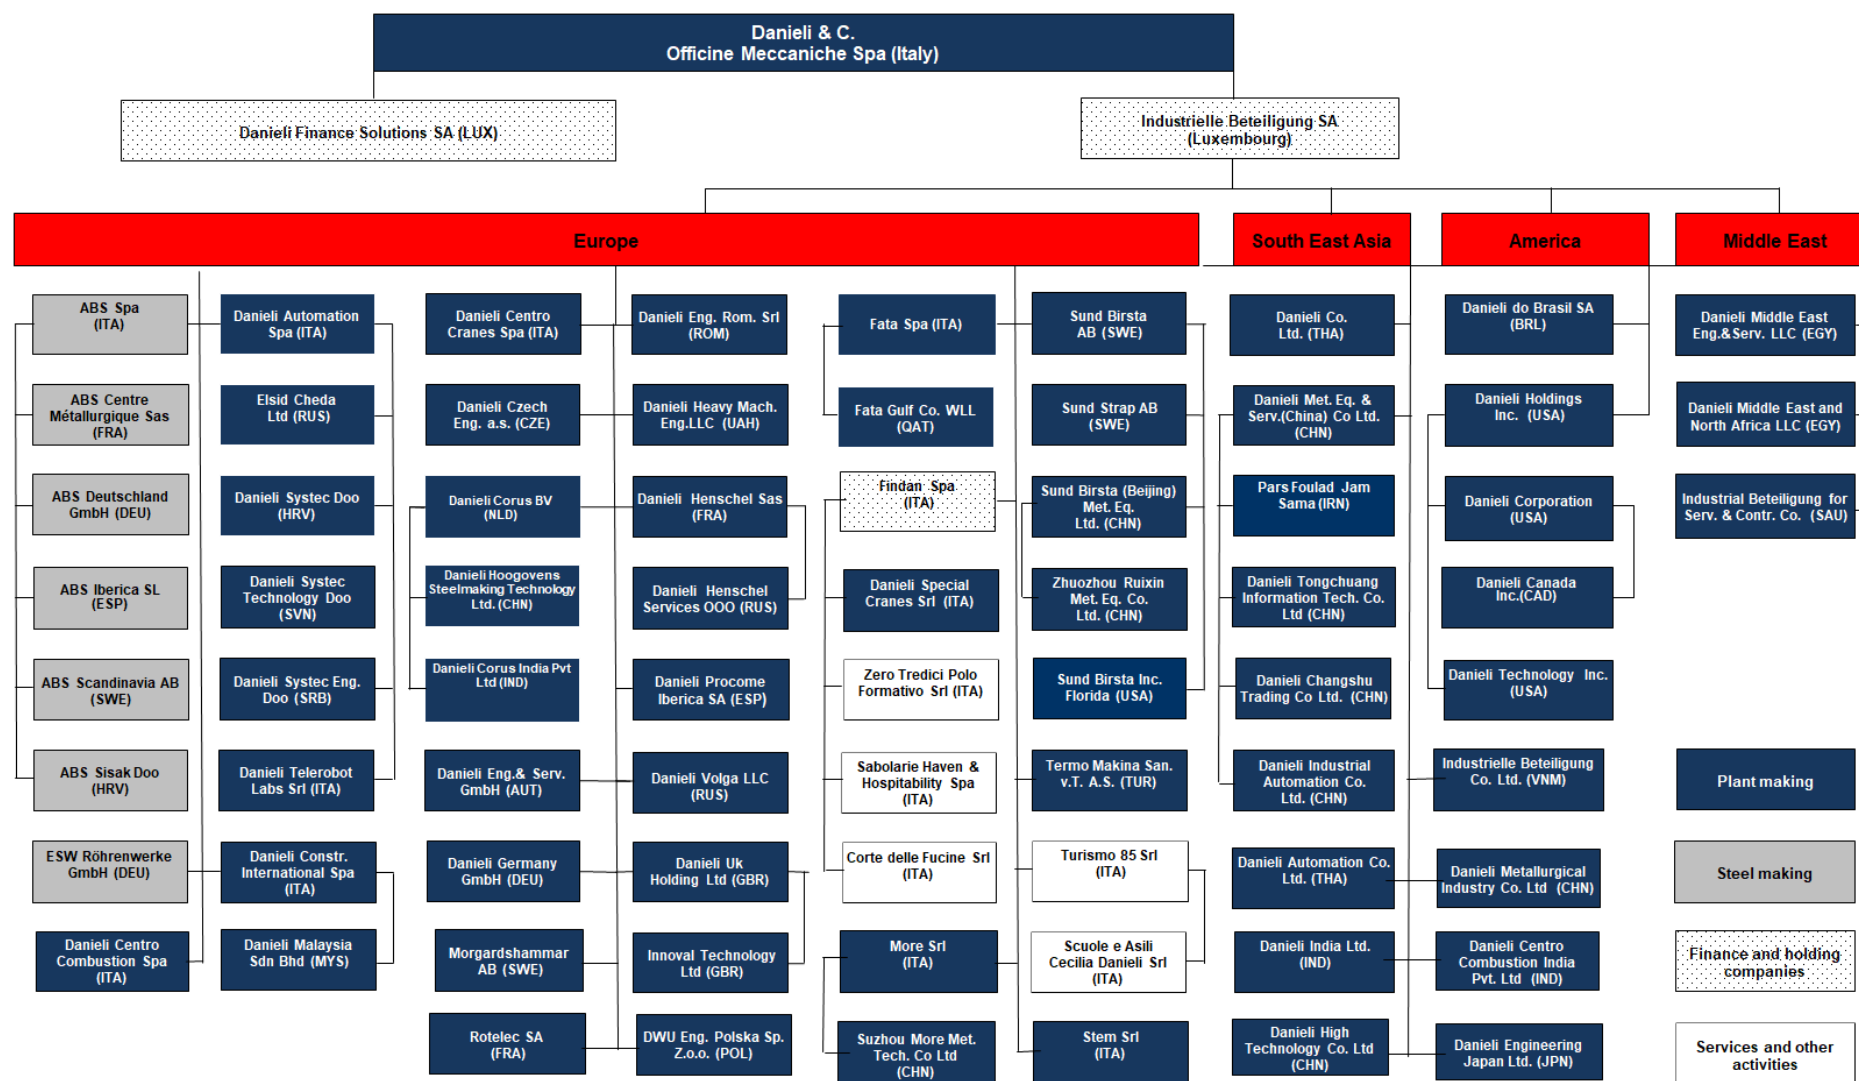 Danieli & C.
Officine Meccaniche Spa (Italy)
Danieli Finance Solutions SA (LUX)
Industrielle Beteiligung SA
(Luxembourg)
Europe
South East Asia
America
Middle East
ABS Spa
(ITA)
ABS Centre
Métallurgique Sas
(FRA)
ABS Deutschland
GmbH (DEU)
ABS Iberica SL
(ESP)
ABS Scandinavia AB
(SWE)
ABS Sisak Doo
(HRV)
ESW Röhrenwerke
GmbH (DEU)
Danieli Centro
Combustion Spa
(ITA)
Danieli Automation
Spa (ITA)
Elsid Cheda
Ltd (RUS)
Danieli Systec Doo
(HRV)
Danieli Systec
Technology Doo
(SVN)
Danieli Systec Eng.
Doo (SRB)
Danieli Telerobot
Labs Srl (ITA)
Danieli Constr.
International Spa
(ITA)
Danieli Malaysia
Sdn Bhd (MYS)
Danieli Centro
Cranes Spa (ITA)
Danieli Czech
Eng. a.s. (CZE)
Danieli Corus BV
(NLD)
Danieli Hoogovens
Steelmaking Technology
Ltd. (CHN)
Danieli Corus India Pvt
Ltd (IND)
Danieli Eng.& Serv.
GmbH (AUT)
Danieli Germany
GmbH (DEU)
Morgardshammar
AB (SWE)
Rotelec SA
(FRA)
Danieli Eng. Rom. Srl
(ROM)
Danieli Heavy Mach.
Eng.LLC (UAH)
Danieli Henschel Sas
(FRA)
Danieli Henschel
Services OOO (RUS)
Danieli Procome
Iberica SA (ESP)
Danieli Volga LLC
(RUS)
Danieli Uk
Holding Ltd (GBR)
Innoval Technology
Ltd (GBR)
DWU Eng. Polska Sp.
Z.o.o. (POL)
Fata Spa (ITA)
Fata Gulf Co. WLL
(QAT)
Findan Spa
(ITA)
Danieli Special
Cranes Srl (ITA)
Zero Tredici Polo
Formativo Srl (ITA)
Sabolarie Haven &
Hospitability Spa
(ITA)
Corte delle Fucine Srl
(ITA)
More Srl
(ITA)
Suzhou More Met.
Tech. Co Ltd
(CHN)
Sund Birsta
AB (SWE)
Sund Strap AB
(SWE)
Sund Birsta (Beijing)
Met. Eq.
Ltd. (CHN)
Zhuozhou Ruixin
Met. Eq. Co.
Ltd. (CHN)
Sund Birsta Inc.
Florida (USA)
Termo Makina San.
v.T. A.S. (TUR)
Turismo 85 Srl
(ITA)
Scuole e Asili
Cecilia Danieli Srl
(ITA)
Stem Srl
(ITA)
Danieli Co.
Ltd. (THA)
Danieli Met. Eq. &
Serv.(China) Co Ltd.
(CHN)
Pars Foulad Jam
Sama (IRN)
Danieli Tongchuang
Information Tech. Co.
Ltd (CHN)
Danieli Changshu
Trading Co Ltd. (CHN)
Danieli Industrial
Automation Co.
Ltd. (CHN)
Danieli Automation Co.
Ltd. (THA)
Danieli India Ltd.
(IND)
Danieli High
Technology Co. Ltd
(CHN)
Danieli do Brasil SA
(BRL)
Danieli Holdings
Inc. (USA)
Danieli Corporation
(USA)
Danieli Canada
Inc.(CAD)
Danieli Technology Inc.
(USA)
Industrielle Beteiligung
Co. Ltd. (VNM)
Danieli Metallurgical
Industry Co. Ltd (CHN)
Danieli Centro
Combustion India
Pvt. Ltd (IND)
Danieli Engineering
Japan Ltd. (JPN)
Danieli Middle East
Eng.&Serv. LLC (EGY)
Danieli Middle East and
North Africa LLC (EGY)
Industrial Beteiligung for
Serv. & Contr. Co. (SAU)
Plant making
Steel making
Finance and holding
companies
Services and other
activities